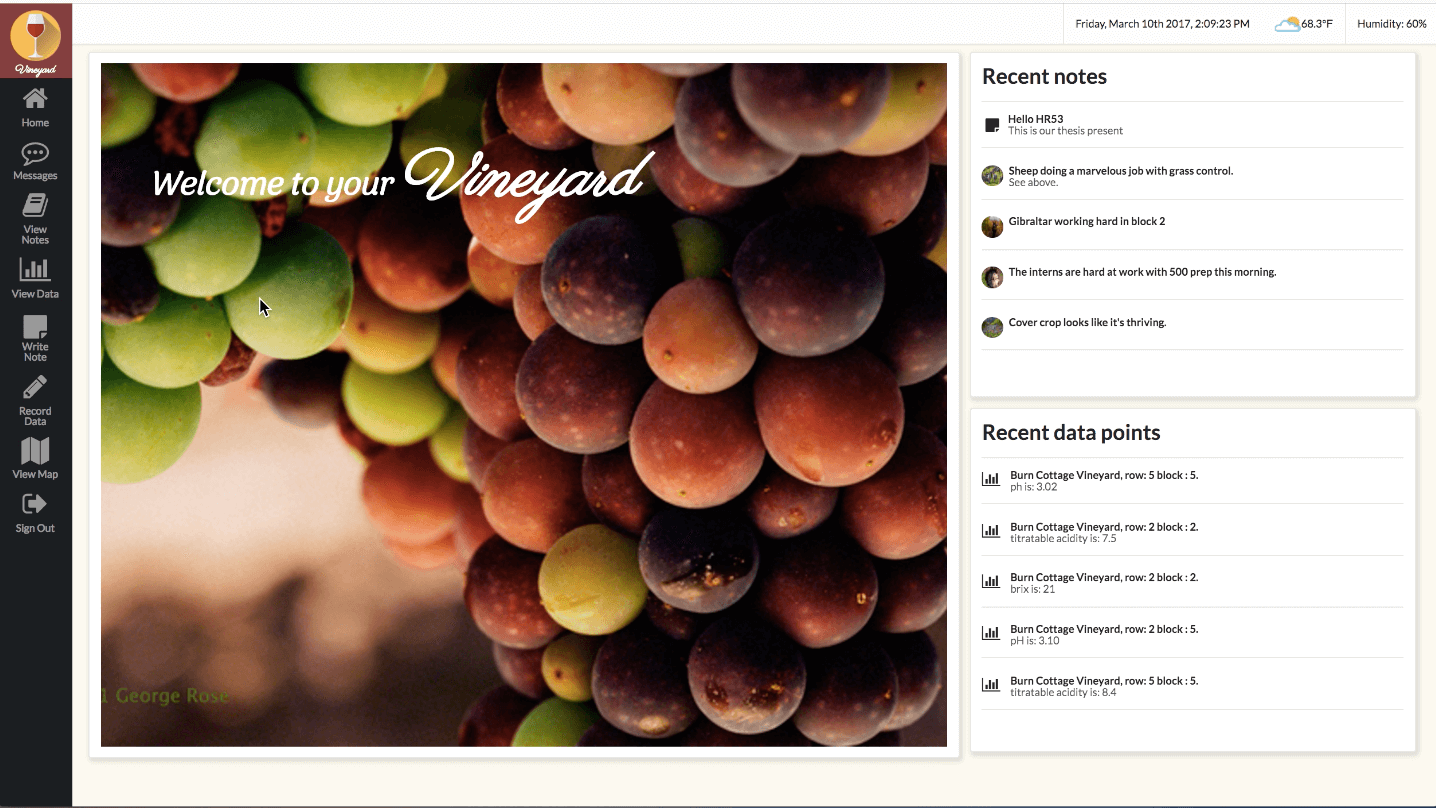 Vineyard
Home
Messages
View
Notes
View Data
Write
Note
Record
Data
View Map
Sign Out
Friday, March 10th 2017, 2:09:23 PM
68.3°F
Humidity: 60%
Welcome to your Vineyard
1 George Rose
Recent notes
Hello HR53
This is our thesis present
Sheep doing a marvelous job with grass control.
See above.
Gibraltar working hard in block 2
The interns are hard at work with 500 prep this morning.
Cover crop looks like it's thriving.
Recent data points
Burn Cottage Vineyard, row: 5 block : 5.
ph is: 3.02
Burn Cottage Vineyard, row: 2 block : 2.
titratable acidity is: 7.5
Burn Cottage Vineyard, row: 2 block : 2.
brix is: 21
Burn Cottage Vineyard, row: 2 block : 5.
pH is: 3.10
Burn Cottage Vineyard, row: 5 block : 5.
titratable acidity is: 8.4